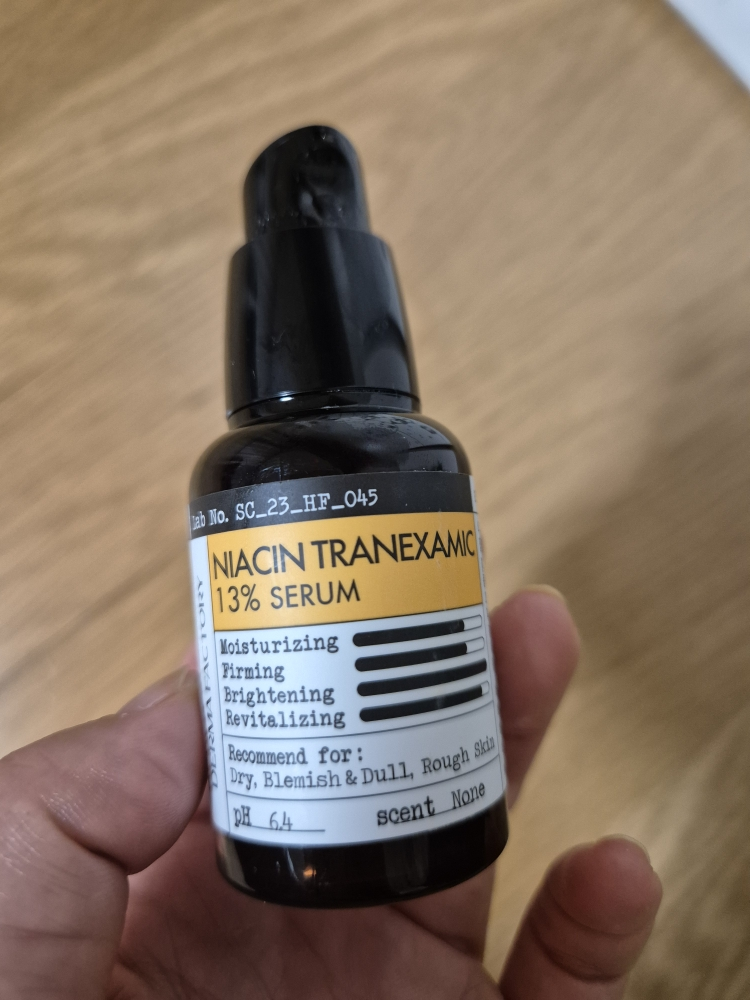 Lab No. SC_23_HF_045
NIACIN TRANEXAMIC
13% SERUM
Moisturizing
Firming
Brightening
Revitalizing
Recommend for:
Dry, Blemish & Dull, Rough Skin
pH 6.4 scent None
DERMA FACTORY